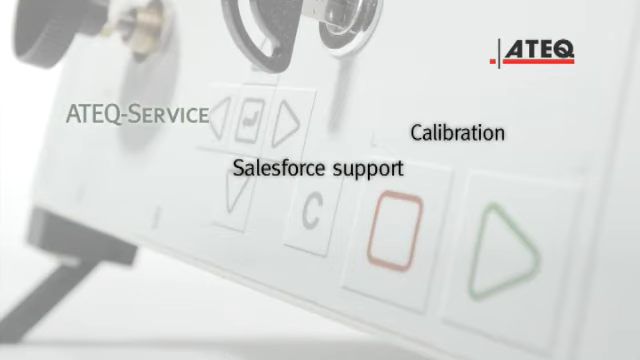 ATEQ
ATEQ-SERVICE
Calibration
Salesforce support
C